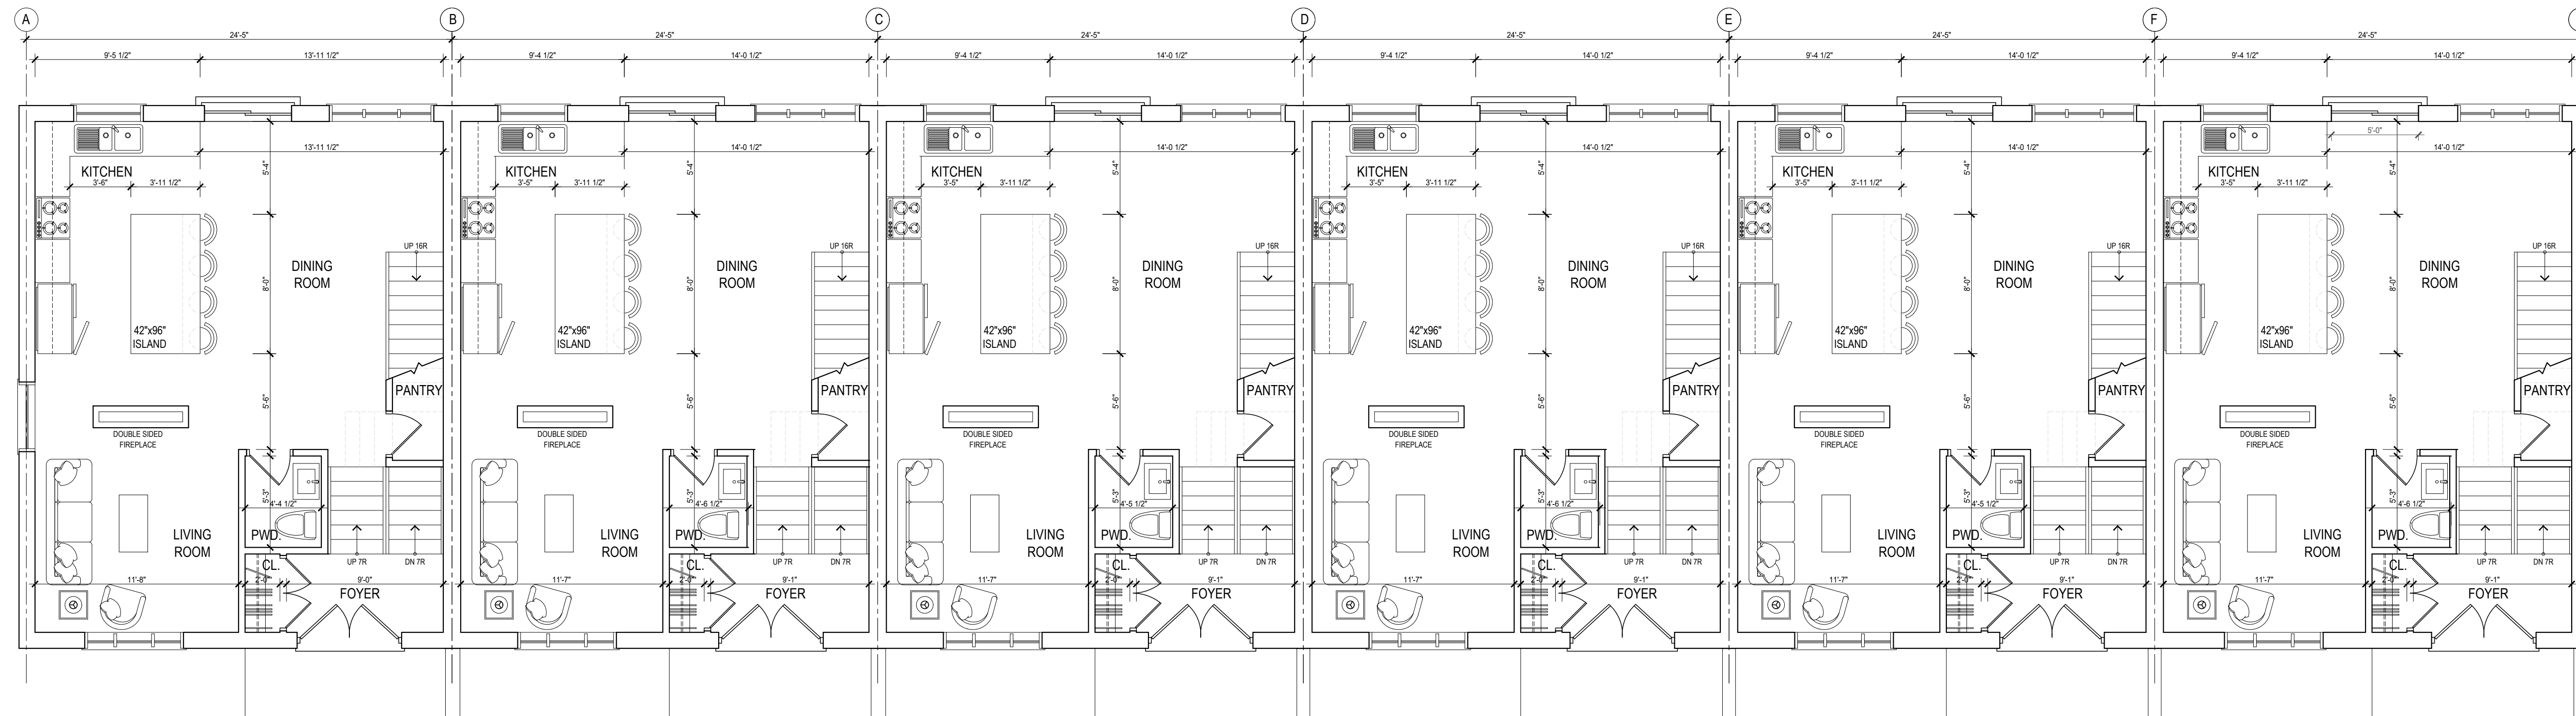 A B C D E F
24'-5" 24'-5" 24'-5" 24'-5" 24'-5" 24'-5"
9'-5 1/2" 13'-11 1/2" 9'-4 1/2" 14'-0 1/2" 9'-4 1/2" 14'-0 1/2" 9'-4 1/2" 14'-0 1/2" 9'-4 1/2" 14'-0 1/2" 9'-4 1/2" 14'-0 1/2"
5'-0"
13'-11 1/2" 14'-0 1/2" 14'-0 1/2" 14'-0 1/2" 14'-0 1/2" 14'-0 1/2"
5'-4" 5'-4" 5'-4" 5'-4" 5'-4" 5'-4"
KITCHEN KITCHEN KITCHEN KITCHEN KITCHEN KITCHEN
3'-6" 3'-11 1/2" 3'-5" 3'-11 1/2" 3'-5" 3'-11 1/2" 3'-5" 3'-11 1/2" 3'-5" 3'-11 1/2" 3'-5" 3'-11 1/2"
UP 16R UP 16R UP 16R UP 16R UP 16R UP 16R
DINING DINING DINING DINING DINING DINING
ROOM ROOM ROOM ROOM ROOM ROOM
8'-0" 8'-0" 8'-0" 8'-0" 8'-0" 8'-0"
42"x96" 42"x96" 42"x96" 42"x96" 42"x96" 42"x96"
ISLAND ISLAND ISLAND ISLAND ISLAND ISLAND
PANTRY PANTRY PANTRY PANTRY PANTRY PANTRY
5'-6" 5'-6" 5'-6" 5'-6" 5'-6" 5'-6"
DOUBLE SIDED DOUBLE SIDED DOUBLE SIDED DOUBLE SIDED DOUBLE SIDED DOUBLE SIDED
FIREPLACE FIREPLACE FIREPLACE FIREPLACE FIREPLACE FIREPLACE
5'-3" 5'-3" 5'-3" 5'-3" 5'-3" 5'-3"
4'-4 1/2" 4'-6 1/2" 4'-5 1/2" 4'-6 1/2" 4'-5 1/2" 4'-6 1/2"
LIVING PWD. LIVING PWD. LIVING PWD. LIVING PWD. LIVING PWD. LIVING PWD.
ROOM ROOM ROOM ROOM ROOM ROOM
CL. UP 7R DN 7R CL. UP 7R DN 7R CL. UP 7R DN 7R CL. UP 7R DN 7R CL. UP 7R DN 7R CL. UP 7R DN 7R
11'-8" 2'-0" 9'-0" 11'-7" 2'-0" 9'-1" 11'-7" 2'-0" 9'-1" 11'-7" 2'-0" 9'-1" 11'-7" 2'-0" 9'-1" 11'-7" 2'-0" 9'-1"
FOYER FOYER FOYER FOYER FOYER FOYER